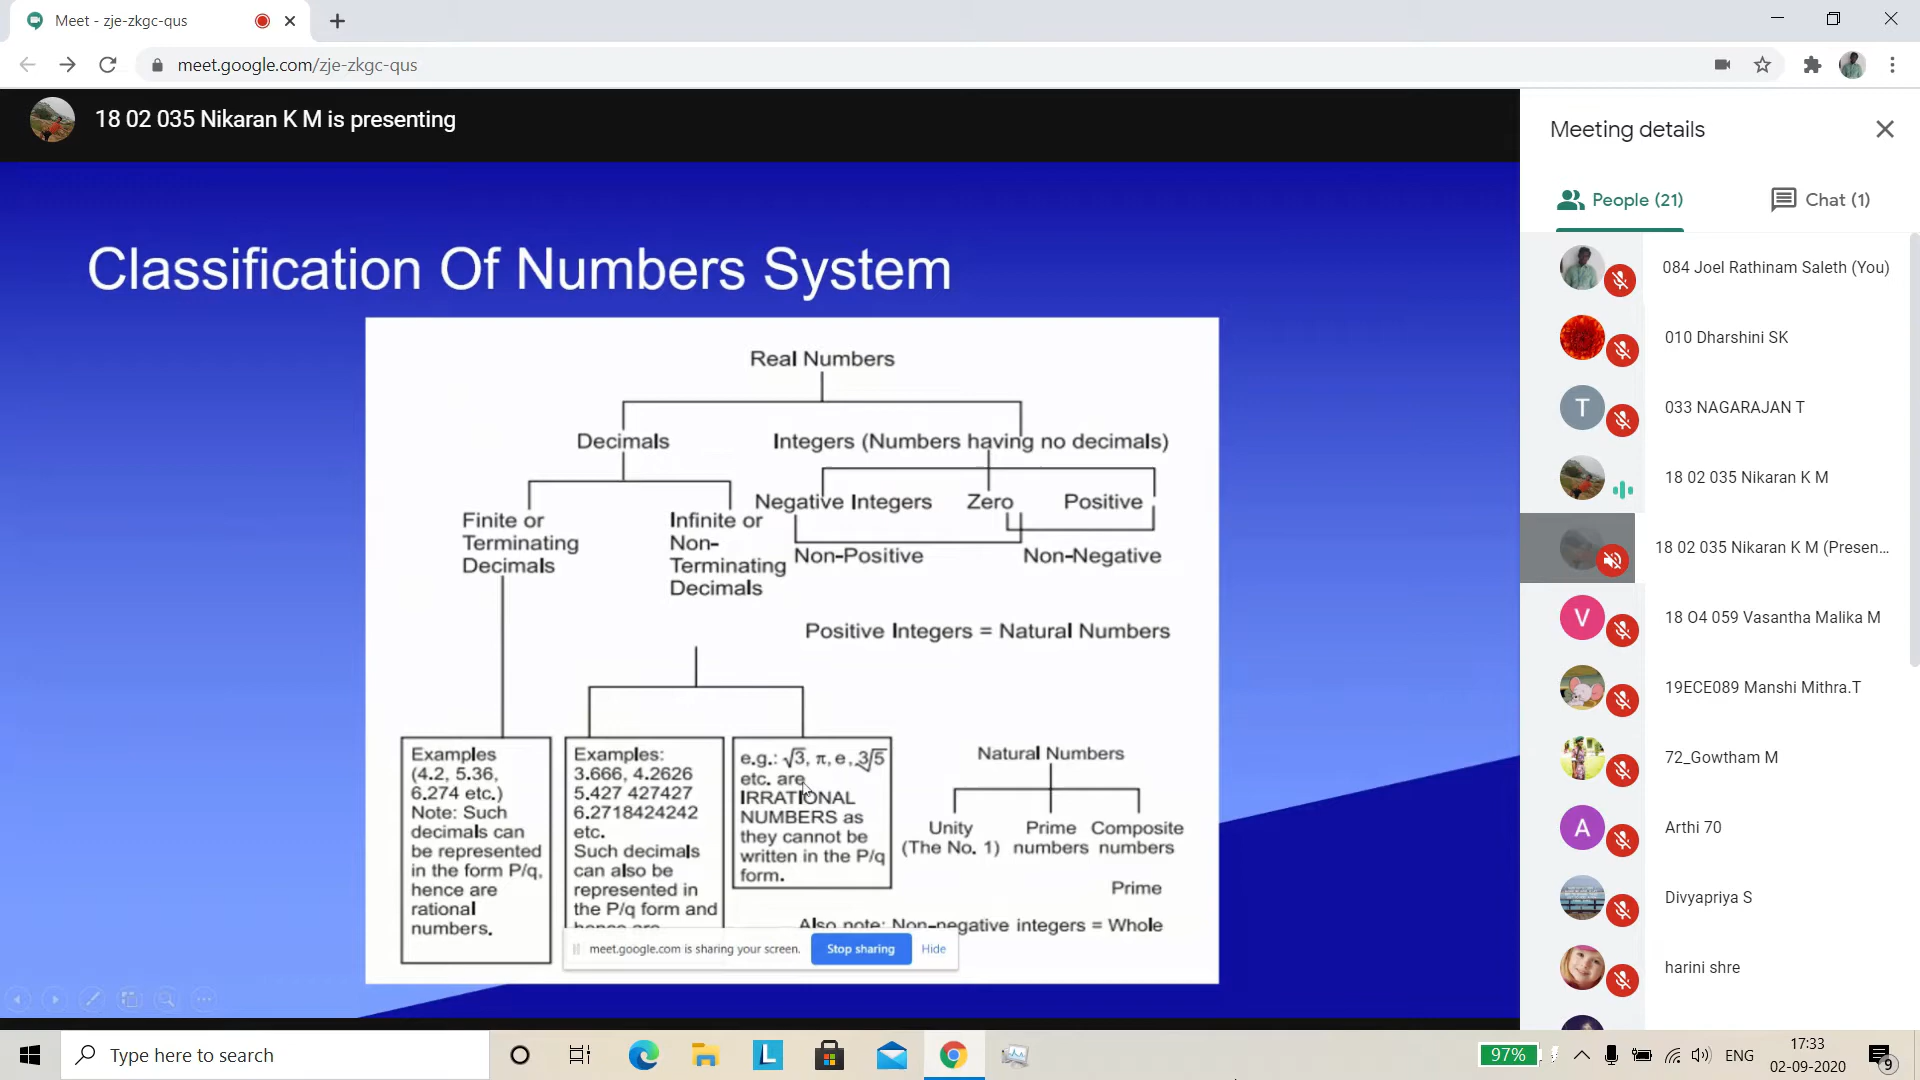 Meet - zje-zkgc-qus
meet.google.com/zje-zkgc-qus
18 02 035 Nikaran K M is presenting
Meeting details
People (21)
Chat (1)
084 Joel Rathinam Saleth (You)
010 Dharshini SK
T
033 NAGARAJAN T
18 02 035 Nikaran K M
18 02 035 Nikaran K M (Presen...
V
18 O4 059 Vasantha Malika M
19ECE089 Manshi Mithra.T
72_Gowtham M
A
Arthi 70
Divyapriya S
harini shre
Classification Of Numbers System
Real Numbers
Decimals
Integers (Numbers having no decimals)
Negative Integers
Zero
Positive
Non-Positive
Non-Negative
Finite or
Terminating
Decimals
Infinite or
Non-
Terminating
Decimals
Positive Integers = Natural Numbers
Examples
(4.2, 5.36,
6.274 etc.)
Note: Such
decimals can
be represented
in the form P/q,
hence are
rational
numbers.
Examples:
3.666, 4.2626
5.427 427427
6.2718424242
etc.
Such decimals
can also be
represented in
the P/q form and
e.g.: √3, π, e, 3√5
etc. are
IRRATIONAL
NUMBERS as
they cannot be
written in the P/q
form.
Natural Numbers
Unity
(The No. 1)
Prime
numbers
Composite
numbers
Prime
Also note: Non-negative integers = Whole
meet.google.com is sharing your screen.
Stop sharing
Hide
Type here to search
L
97%
ENG
17:33
02-09-2020
9